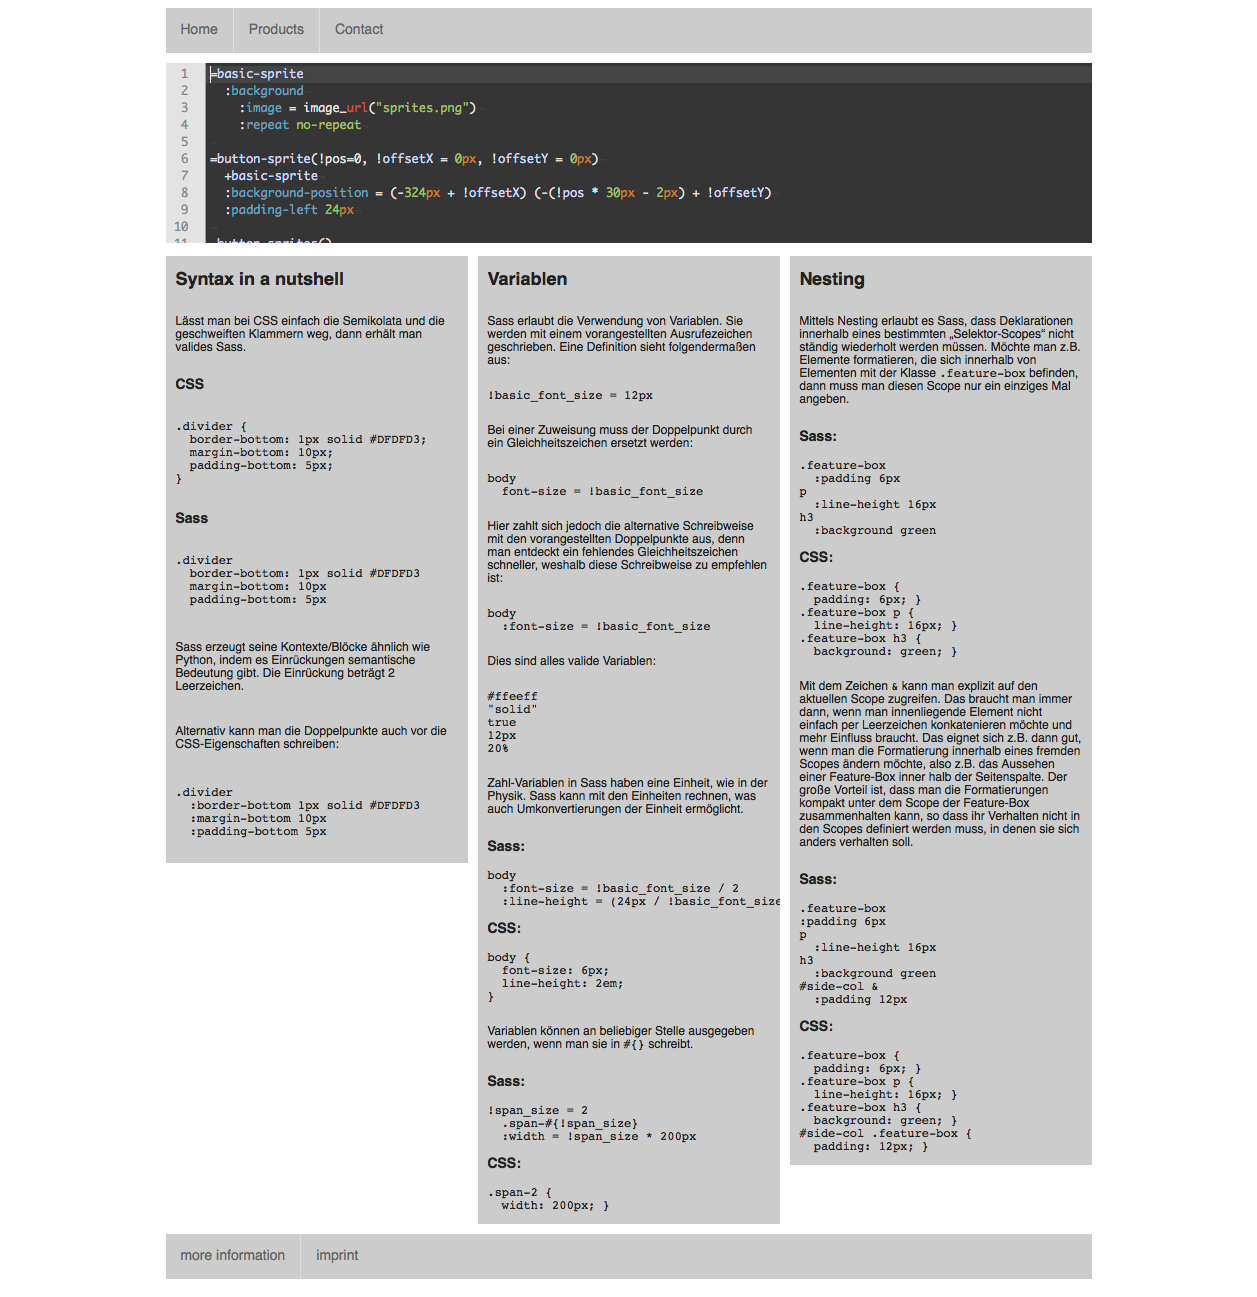 Home
Products
Contact
1 =basic-sprite
2 :background
3 :image = image_url("sprites.png")
4 :repeat no-repeat
5
6 =button-sprite(!pos=0, !offsetX = 0px, !offsetY = 0px)
7 +basic-sprite
8 :background-position = (-324px + !offsetX) (-(!pos * 30px - 2px) + !offsetY)
9 :padding-left 24px
10
11 =button-sprites()
Syntax in a nutshell
Lässt man bei CSS einfach die Semikolata und die
geschweiften Klammern weg, dann erhält man
valides Sass.
CSS
.divider {
border-bottom: 1px solid #DFDFD3;
margin-bottom: 10px;
padding-bottom: 5px;
}
Sass
.divider
border-bottom: 1px solid #DFDFD3
margin-bottom: 10px
padding-bottom: 5px
Sass erzeugt seine Kontexte/Blöcke ähnlich wie
Python, indem es Einrückungen semantische
Bedeutung gibt. Die Einrückung beträgt 2
Leerzeichen.
Alternativ kann man die Doppelpunkte auch vor die
CSS-Eigenschaften schreiben:
.divider
:border-bottom 1px solid #DFDFD3
:margin-bottom 10px
:padding-bottom 5px
Variablen
Sass erlaubt die Verwendung von Variablen. Sie
werden mit einem vorangestellten Ausrufezeichen
geschrieben. Eine Definition sieht folgendermaßen
aus:
!basic_font_size = 12px
Bei einer Zuweisung muss der Doppelpunkt durch
ein Gleichheitszeichen ersetzt werden:
body
font-size = !basic_font_size
Hier zahlt sich jedoch die alternative Schreibweise
mit den vorangestellten Doppelpunkte aus, denn
man entdeckt ein fehlendes Gleichheitszeichen
schneller, weshalb diese Schreibweise zu empfehlen
ist:
body
:font-size = !basic_font_size
Dies sind alles valide Variablen:
#ffeeff
"solid"
true
12px
20%
Zahl-Variablen in Sass haben eine Einheit, wie in der
Physik. Sass kann mit den Einheiten rechnen, was
auch Umkonvertierungen der Einheit ermöglicht.
Sass:
body
:font-size = !basic_font_size / 2
:line-height = (24px / !basic_font_size
CSS:
body {
font-size: 6px;
line-height: 2em;
}
Variablen können an beliebiger Stelle ausgegeben
werden, wenn man sie in #{} schreibt.
Sass:
!span_size = 2
.span-#{!span_size}
:width = !span_size * 200px
CSS:
.span-2 {
width: 200px; }
Nesting
Mittels Nesting erlaubt es Sass, dass Deklarationen
innerhalb eines bestimmten „Selektor-Scopes“ nicht
ständig wiederholt werden müssen. Möchte man z.B.
Elemente formatieren, die sich innerhalb von
Elementen mit der Klasse .feature-box befinden,
dann muss man diesen Scope nur ein einziges Mal
angeben.
Sass:
.feature-box
:padding 6px
p
:line-height 16px
h3
:background green
CSS:
.feature-box {
padding: 6px; }
.feature-box p {
line-height: 16px; }
.feature-box h3 {
background: green; }
Mit dem Zeichen & kann man explizit auf den
aktuellen Scope zugreifen. Das braucht man immer
dann, wenn man innenliegende Element nicht
einfach per Leerzeichen konkatenieren möchte und
mehr Einfluss braucht. Das eignet sich z.B. dann gut,
wenn man die Formatierung innerhalb eines fremden
Scopes ändern möchte, also z.B. das Aussehen
einer Feature-Box inner halb der Seitenspalte. Der
große Vorteil ist, dass man die Formatierungen
kompakt unter dem Scope der Feature-Box
zusammenhalten kann, so dass ihr Verhalten nicht in
den Scopes definiert werden muss, in denen sie sich
anders verhalten soll.
Sass:
.feature-box
:padding 6px
p
:line-height 16px
h3
:background green
#side-col &
:padding 12px
CSS:
.feature-box {
padding: 6px; }
.feature-box p {
line-height: 16px; }
.feature-box h3 {
background: green; }
#side-col .feature-box {
padding: 12px; }
more information
imprint